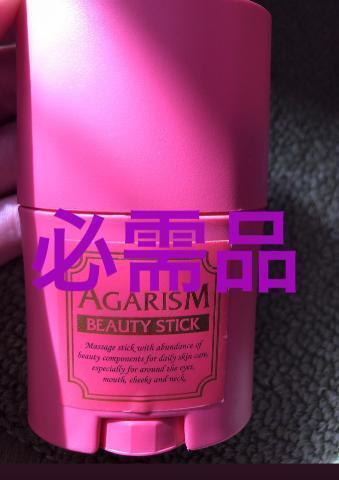 必需品
AGARISM
BEAUTY STICK
Massage stick with abundance of
beauty components for daily skin care,
especially for around the eyes,
mouth, cheeks and neck.